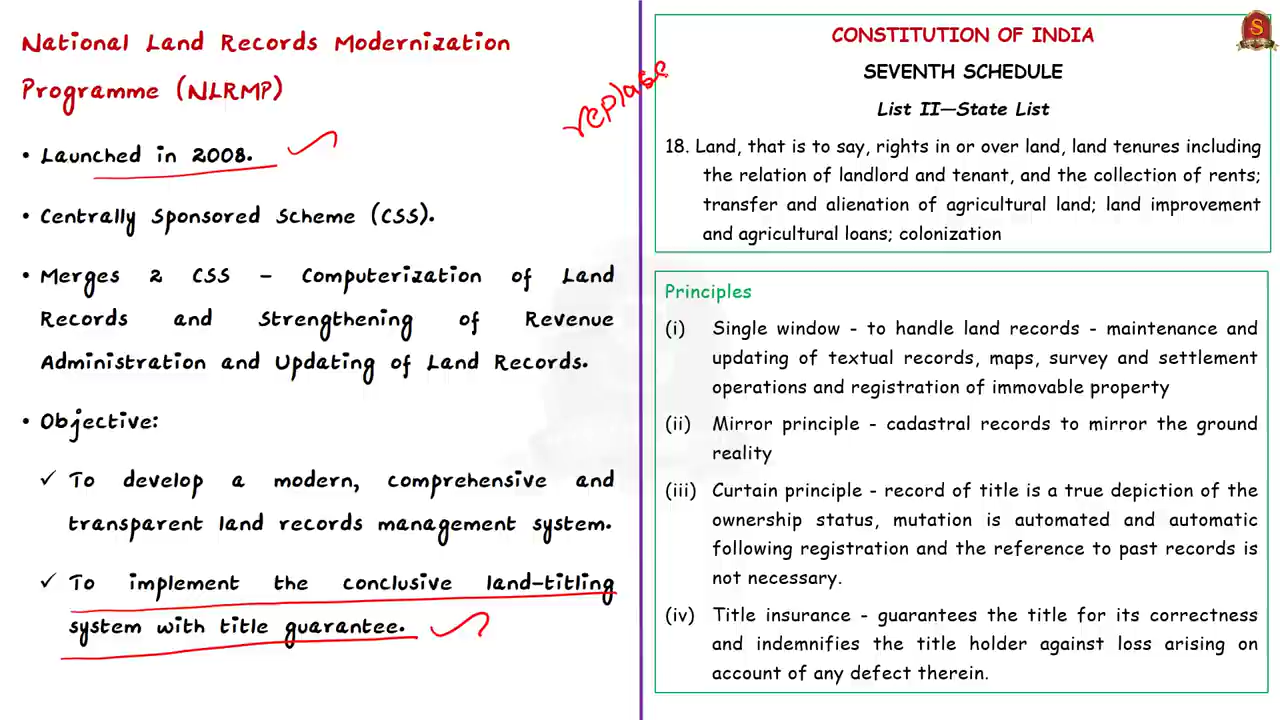 National Land Records Modernization
Programme (NLRMP)
• Launched in 2008.
• Centrally Sponsored Scheme (CSS).
• Merges 2 CSS – Computerization of Land
Records and Strengthening of Revenue
Administration and Updating of Land Records.
• Objective:
✓ To develop a modern, comprehensive and
transparent land records management system.
✓ To implement the conclusive land-titling
system with title guarantee.
replase
CONSTITUTION OF INDIA
SEVENTH SCHEDULE
List II—State List
18. Land, that is to say, rights in or over land, land tenures including
the relation of landlord and tenant, and the collection of rents;
transfer and alienation of agricultural land; land improvement
and agricultural loans; colonization
Principles
(i) Single window - to handle land records - maintenance and
updating of textual records, maps, survey and settlement
operations and registration of immovable property
(ii) Mirror principle - cadastral records to mirror the ground
reality
(iii) Curtain principle - record of title is a true depiction of the
ownership status, mutation is automated and automatic
following registration and the reference to past records is
not necessary.
(iv) Title insurance - guarantees the title for its correctness
and indemnifies the title holder against loss arising on
account of any defect therein.
S